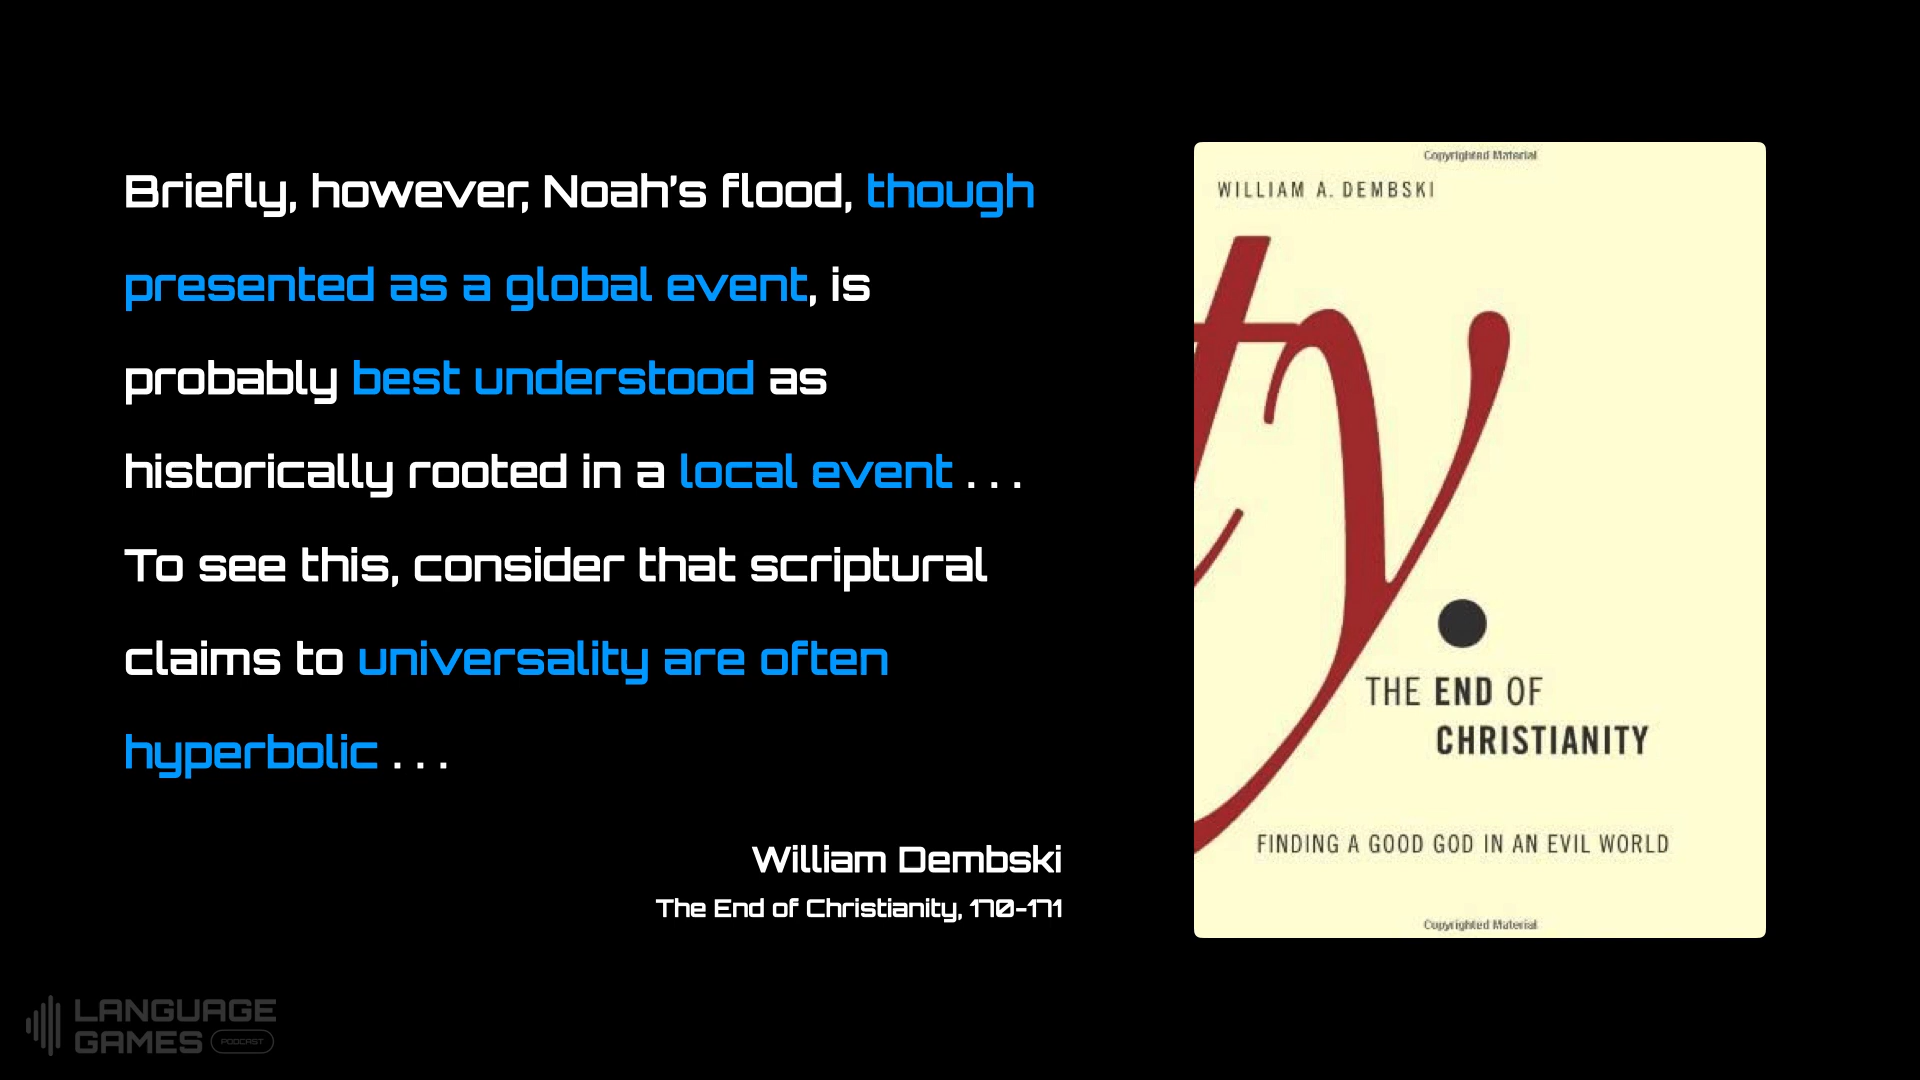 Briefly, however, Noah's flood, though
presented as a global event, is
probably best understood as
historically rooted in a local event . . .
To see this, consider that scriptural
claims to universality are often
hyperbolic . . .
William Dembski
The End of Christianity, 170-171
Copyrighted Material
WILLIAM A. DEMBSKI
ty.
THE END OF
CHRISTIANITY
FINDING A GOOD GOD IN AN EVIL WORLD
Copyrighted Material
LANGUAGE
GAMES PODCAST